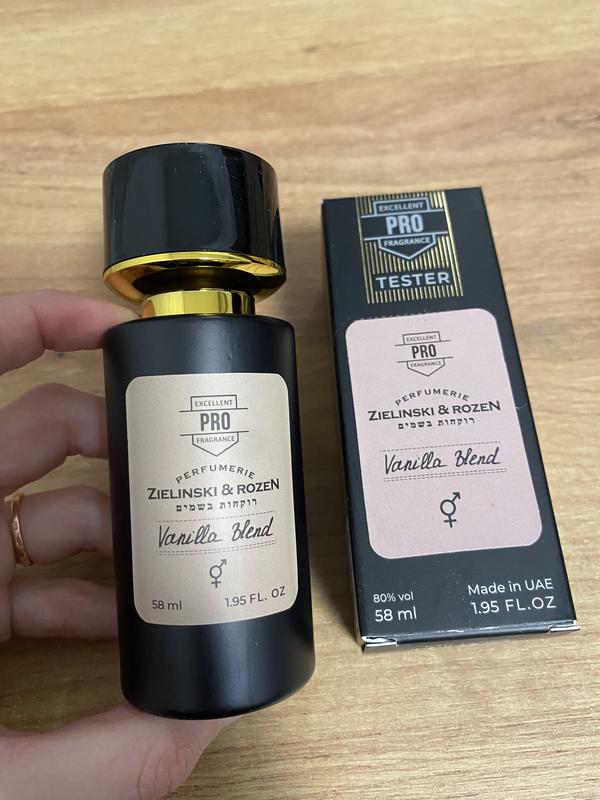 EXCELLENT
PRO
FRAGRANCE
PERFUMERIE
ZIELINSKI & ROZEN
רוקחות בשמים
Vanilla Blend
58 ml 1.95 FL. OZ
EXCELLENT
PRO
FRAGRANCE
TESTER
EXCELLENT
PRO
FRAGRANCE
PERFUMERIE
ZIELINSKI & ROZEN
רוקחות בשמים
Vanilla Blend
80% vol Made in UAE
58 ml 1.95 FL.OZ